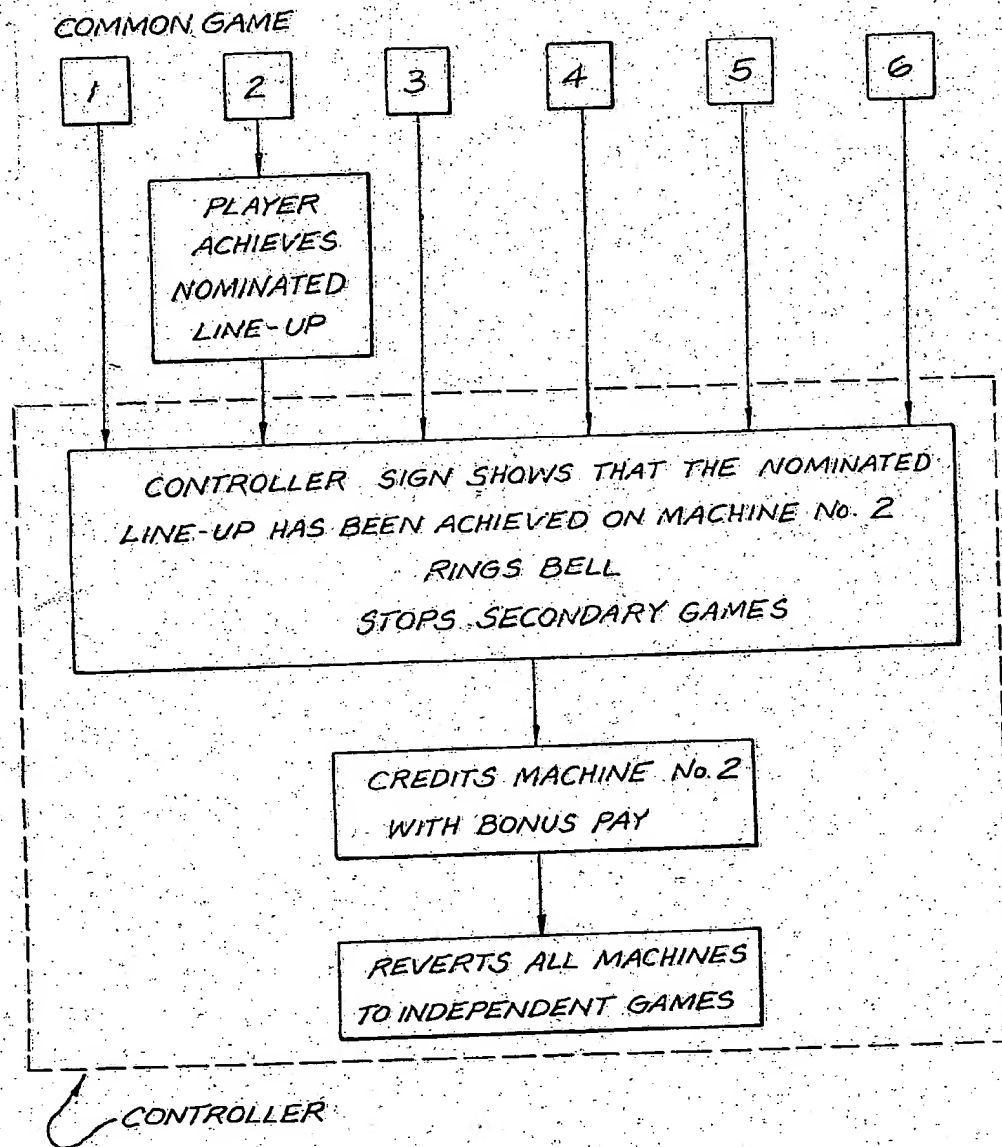 COMMON GAME
1 2 3 4 5 6
PLAYER
ACHIEVES
NOMINATED
LINE-UP
CONTROLLER SIGN SHOWS THAT THE NOMINATED
LINE-UP HAS BEEN ACHIEVED ON MACHINE No. 2
RINGS BELL
STOPS SECONDARY GAMES
CREDITS MACHINE No. 2
WITH BONUS PAY
REVERTS ALL MACHINES
TO INDEPENDENT GAMES
CONTROLLER